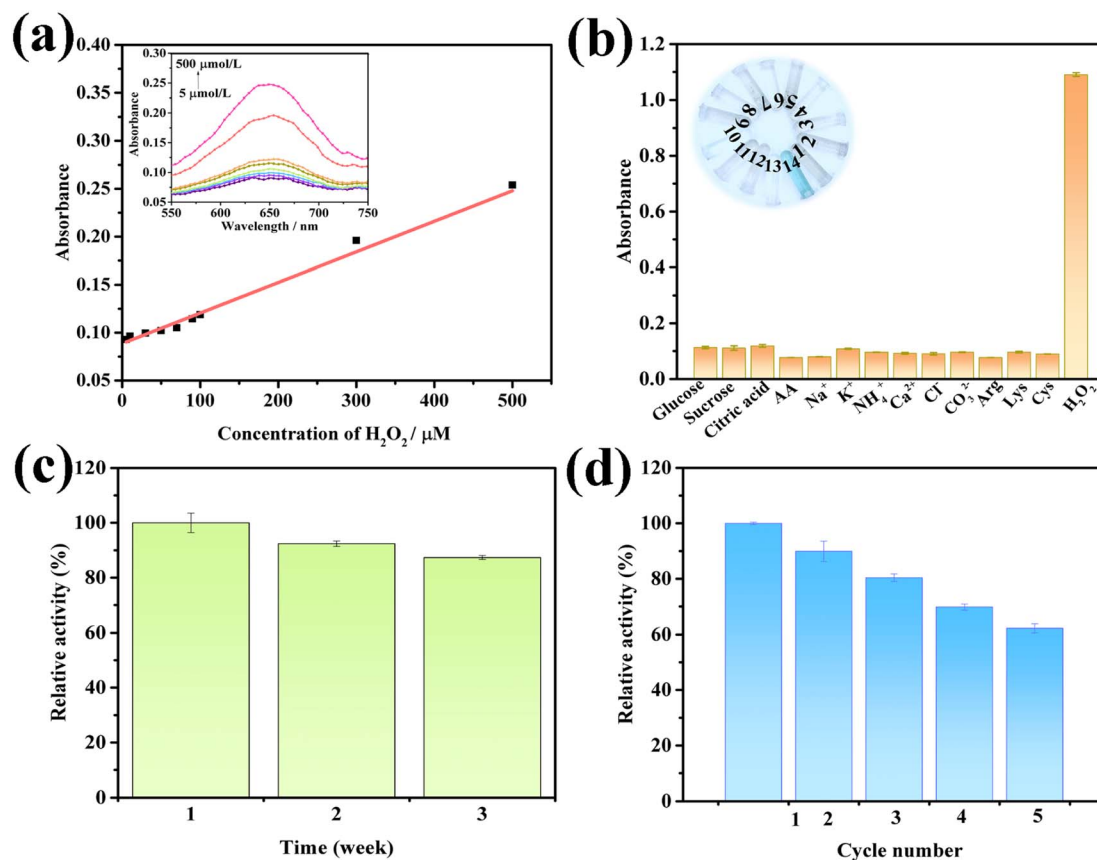 (a)
0.40
0.35
0.30
0.25
0.20
0.15
0.10
0.05
Absorbance
0 100 200 300 400 500
Concentration of H₂O₂ / μM
500 μmol/L
5 μmol/L
0.30
0.25
0.20
0.15
0.10
0.05
Absorbance
550 600 650 700 750
Wavelength / nm
(b)
1.2
1.0
0.8
0.6
0.4
0.2
0.0
Absorbance
1 2 3 4 5 6 7 8 9 10 11 12 13 14
Glucose
Sucrose
Citric acid
AA
Na⁺
K⁺
NH₄⁺
Ca²⁺
Cl⁻
CO₃²⁻
Arg
Lys
Cys
H₂O₂
(c)
120
100
80
60
40
20
0
Relative activity (%)
1 2 3
Time (week)
(d)
120
100
80
60
40
20
0
Relative activity (%)
1 2 3 4 5
Cycle number